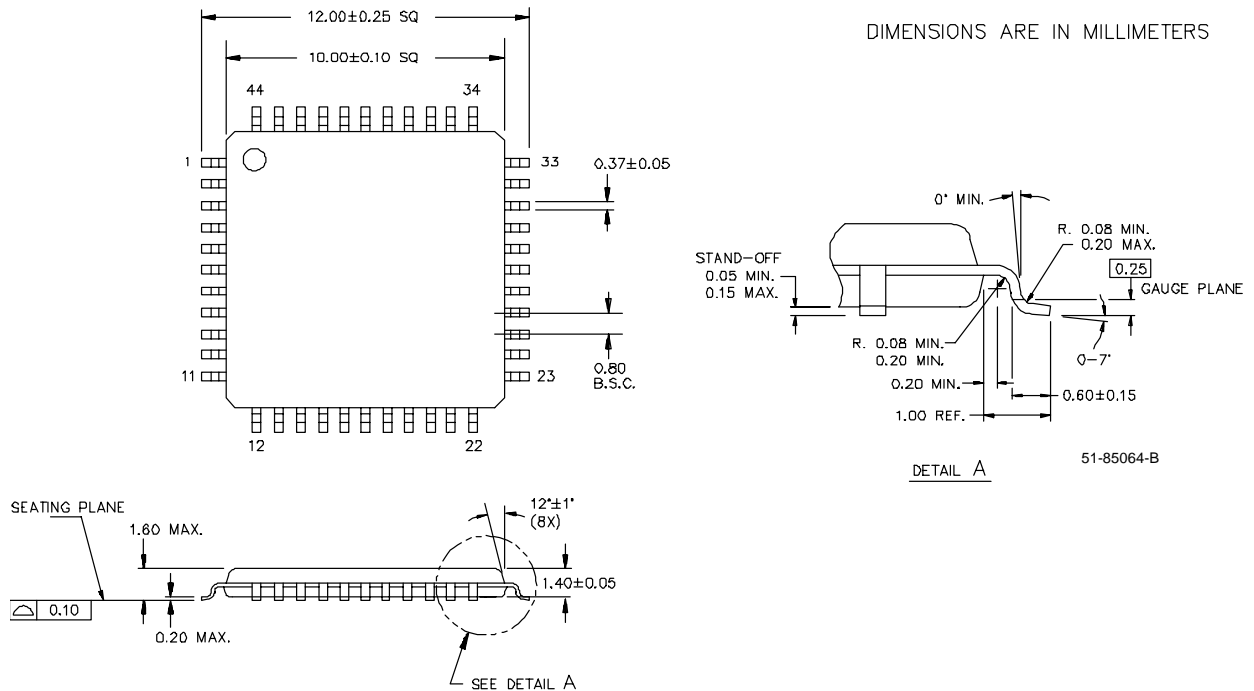 12.00±0.25 SQ
DIMENSIONS ARE IN MILLIMETERS
10.00±0.10 SQ
44
34
1
33
0.37±0.05
0.80
B.S.C.
11
23
12
22
0° MIN.
R. 0.08 MIN.
0.20 MAX.
STAND-OFF
0.05 MIN.
0.15 MAX.
0.25
GAUGE PLANE
R. 0.08 MIN.
0.20 MIN.
0-7°
0.20 MIN.
0.60±0.15
1.00 REF.
DETAIL A
51-85064-B
SEATING PLANE
1.60 MAX.
12°±1°
(8X)
1.40±0.05
0.10
0.20 MAX.
SEE DETAIL A